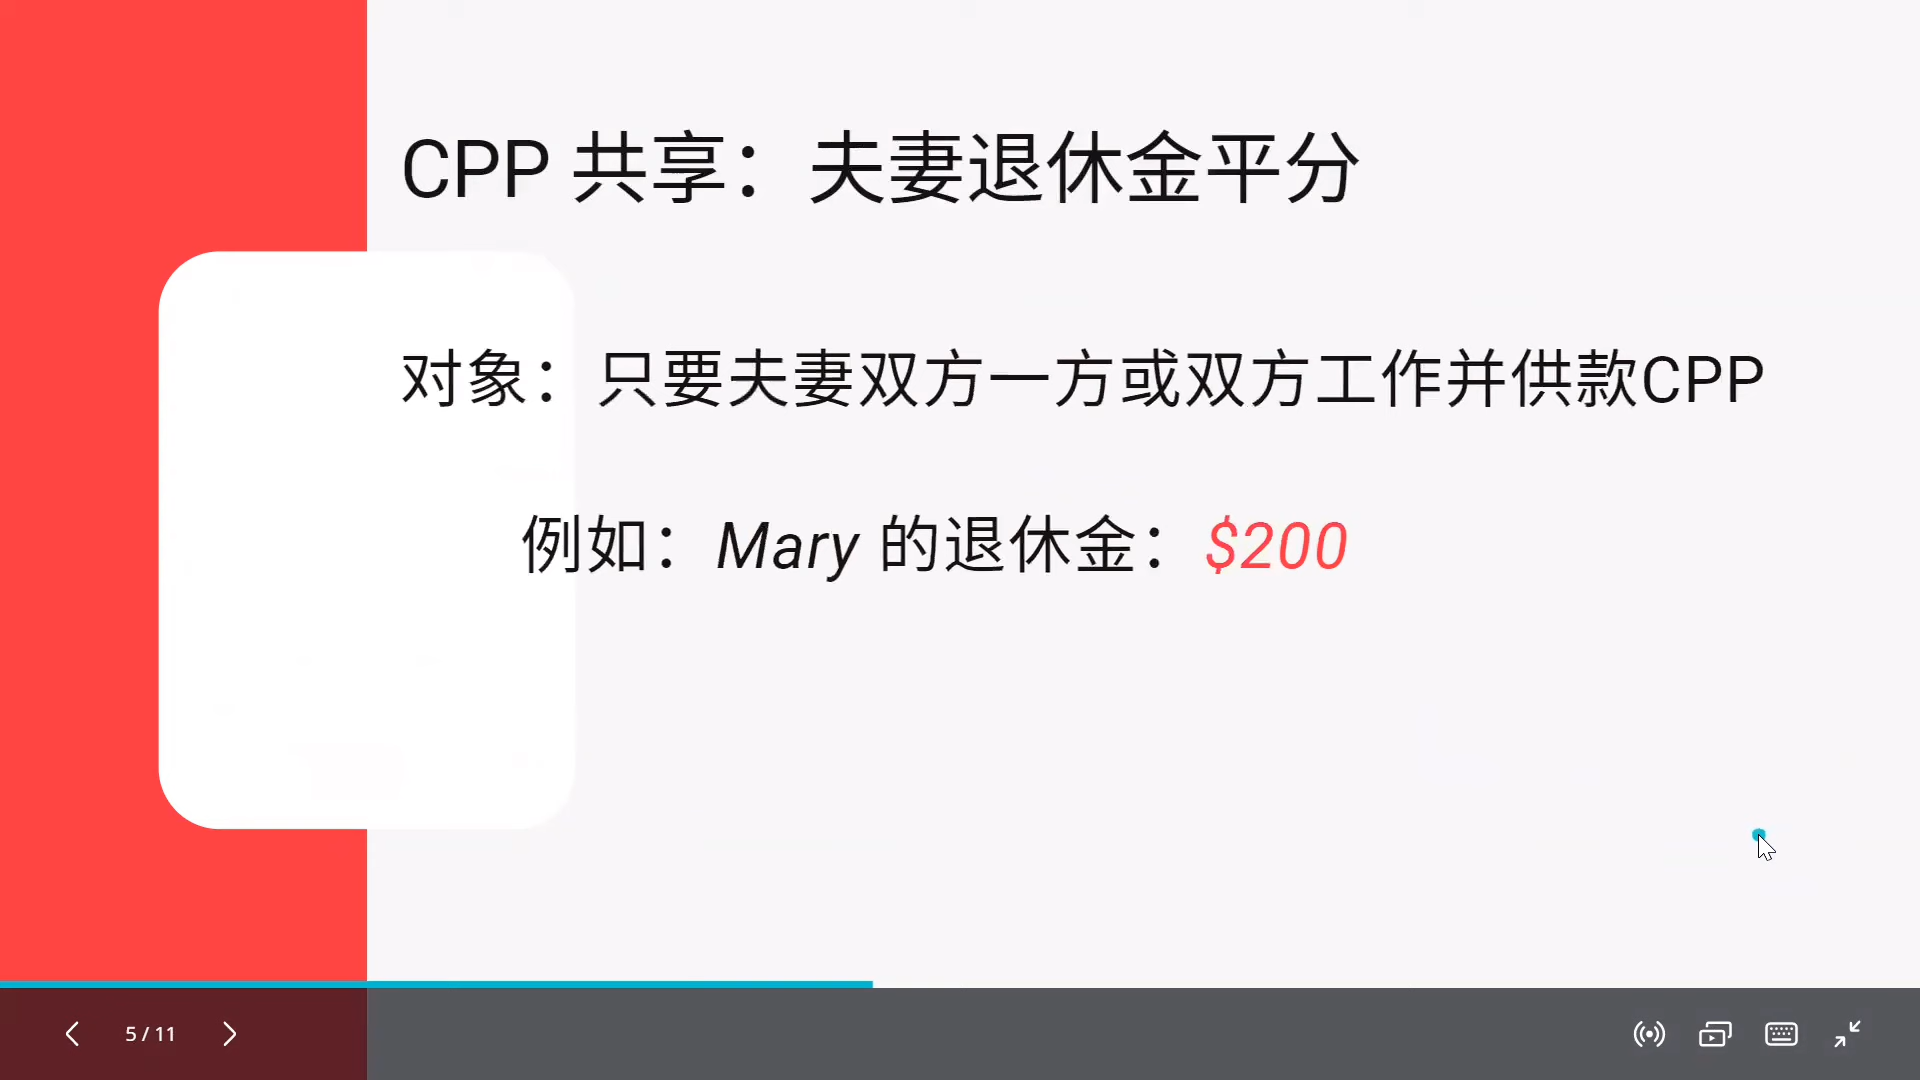 CPP 共享：夫妻退休金平分
对象：只要夫妻双方一方或双方工作并供款CPP
例如：Mary 的退休金：$200
5 / 11